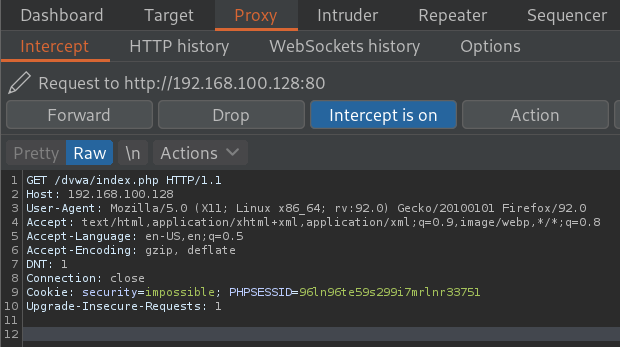 Dashboard Target Proxy Intruder Repeater Sequencer
Intercept HTTP history WebSockets history Options
Request to http://192.168.100.128:80
Forward Drop Intercept is on Action
Pretty Raw \n Actions
1 GET /dvwa/index.php HTTP/1.1
2 Host: 192.168.100.128
3 User-Agent: Mozilla/5.0 (X11; Linux x86_64; rv:92.0) Gecko/20100101 Firefox/92.0
4 Accept: text/html,application/xhtml+xml,application/xml;q=0.9,image/webp,*/*;q=0.8
5 Accept-Language: en-US,en;q=0.5
6 Accept-Encoding: gzip, deflate
7 DNT: 1
8 Connection: close
9 Cookie: security=impossible; PHPSESSID=96ln96te59s299i7mrlnr33751
10 Upgrade-Insecure-Requests: 1
11
12